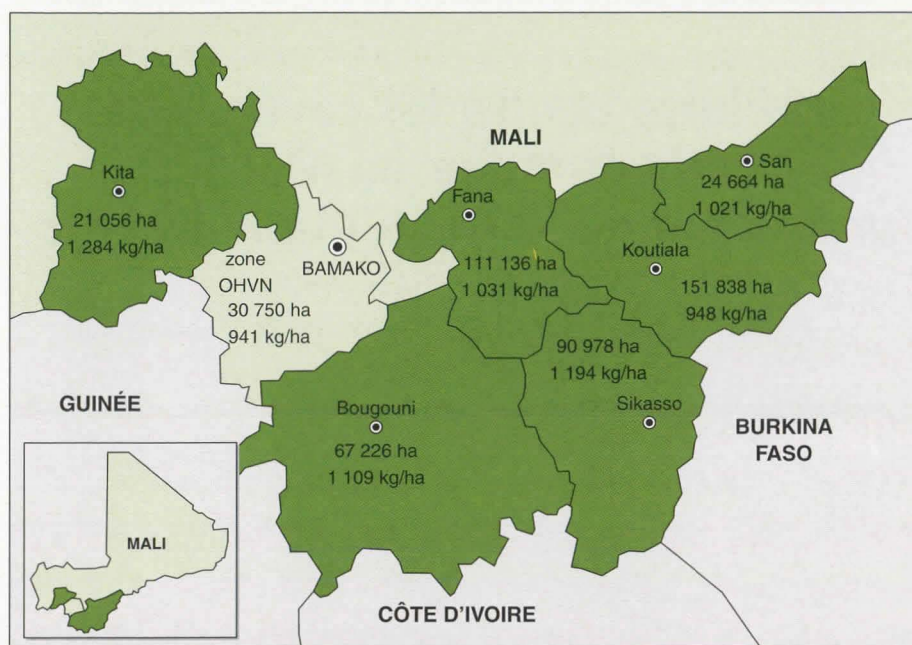 MALI
Kita
21 056 ha
1 284 kg/ha
zone
OHVN
30 750 ha
941 kg/ha
BAMAKO
Fana
111 136 ha
1 031 kg/ha
San
24 664 ha
1 021 kg/ha
Koutiala
151 838 ha
948 kg/ha
90 978 ha
1 194 kg/ha
Sikasso
Bougouni
67 226 ha
1 109 kg/ha
GUINÉE
BURKINA
FASO
CÔTE D'IVOIRE
MALI